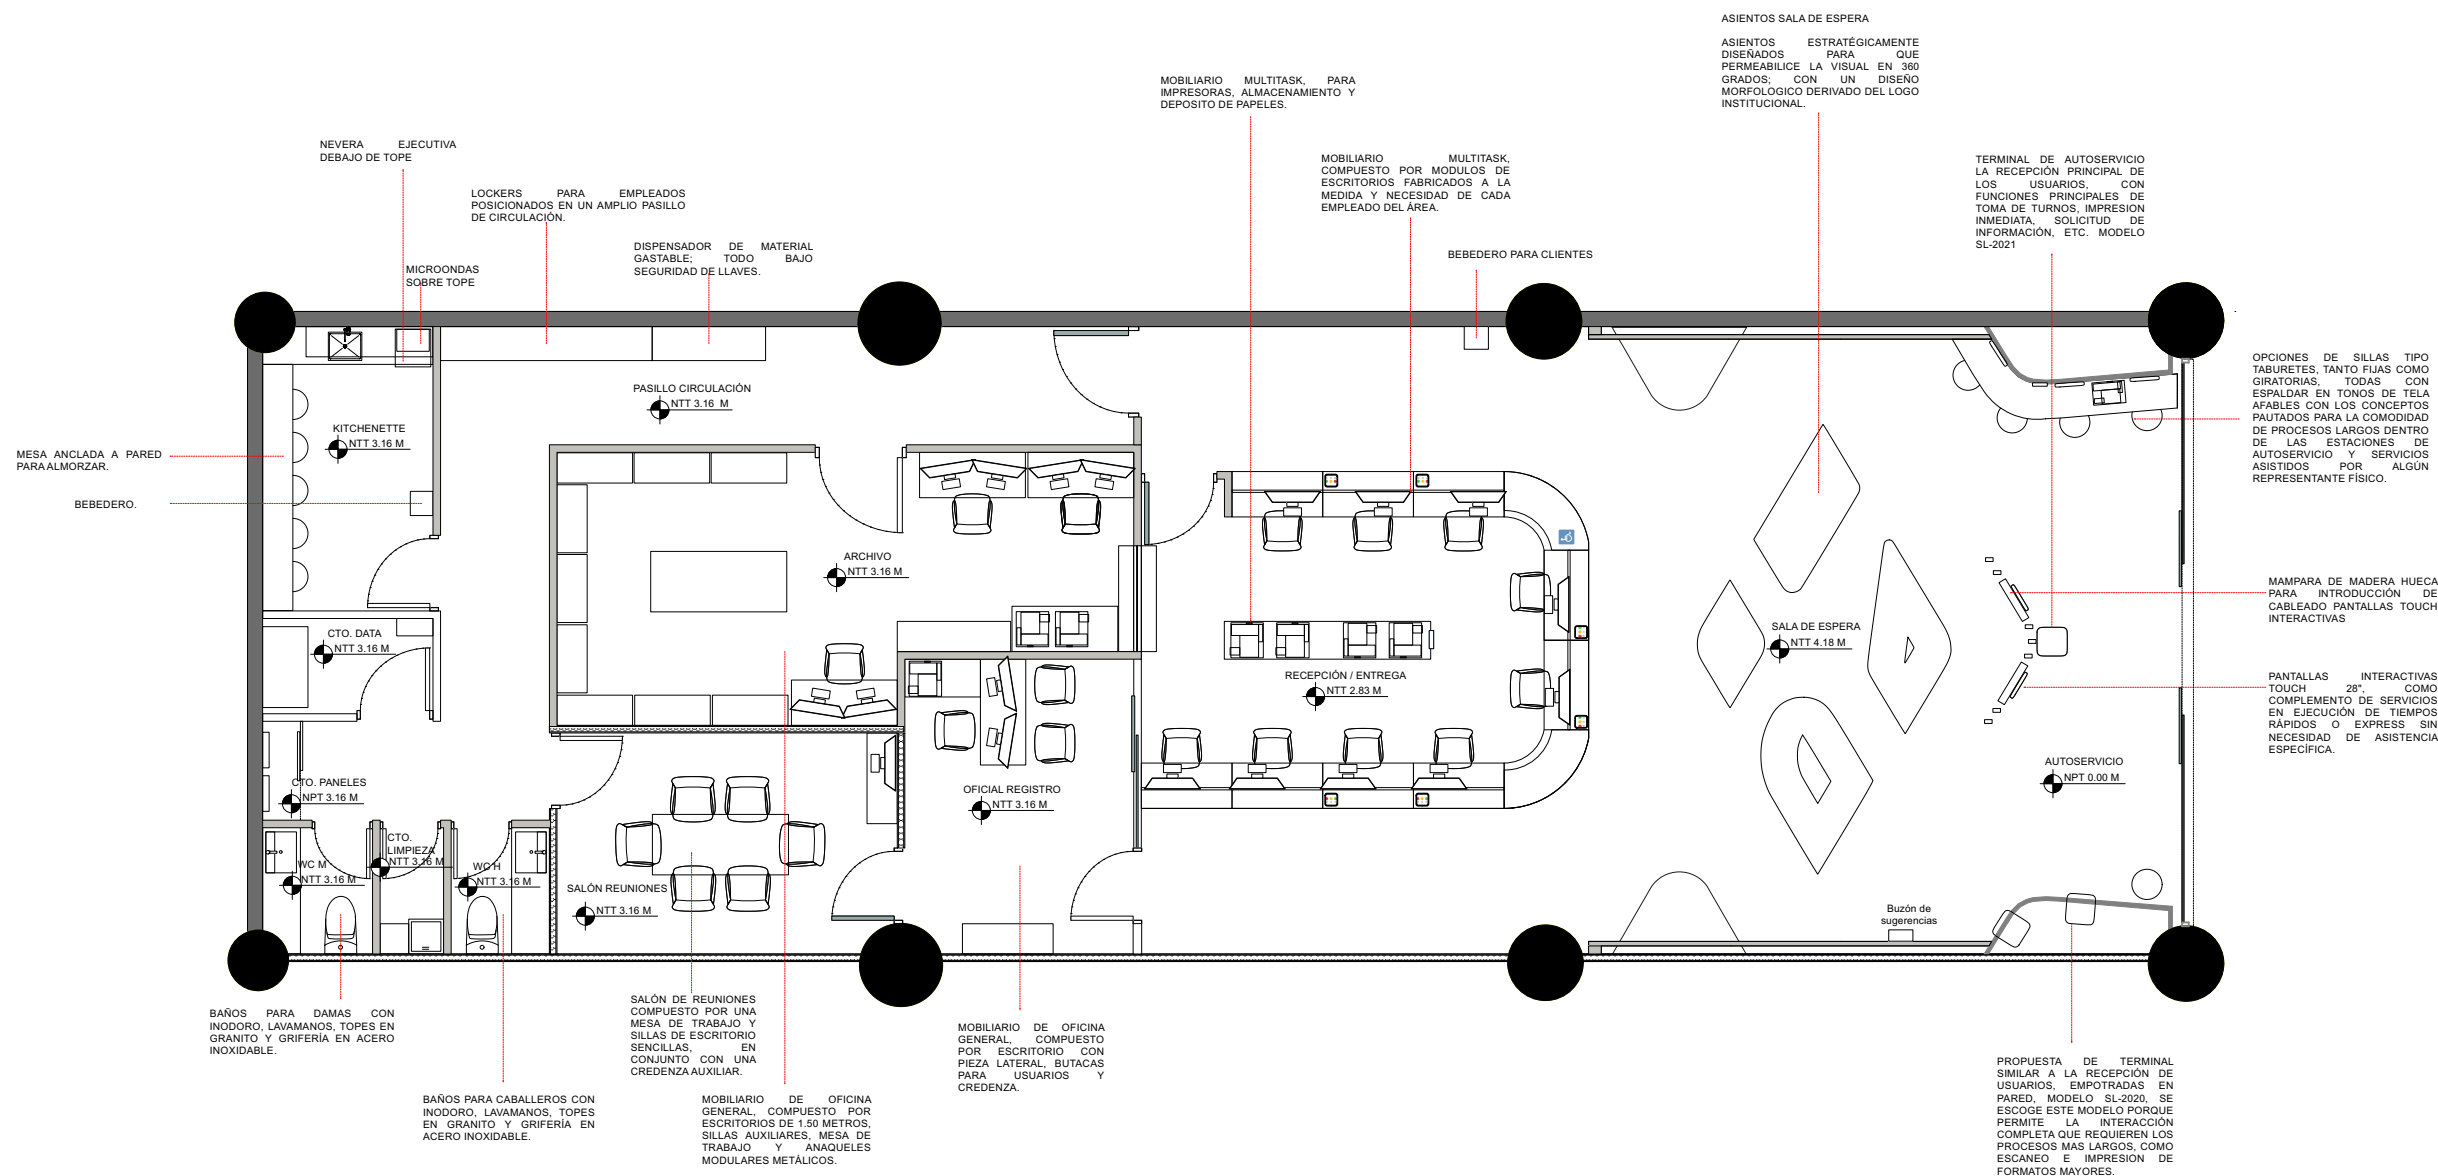 ASIENTOS SALA DE ESPERA
ASIENTOS ESTRATÉGICAMENTE
DISEÑADOS PARA QUE
PERMEABILICE LA VISUAL EN 360
GRADOS; CON UN DISEÑO
MORFOLOGICO DERIVADO DEL LOGO
INSTITUCIONAL.
MOBILIARIO MULTITASK, PARA
IMPRESORAS, ALMACENAMIENTO Y
DEPOSITO DE PAPELES.
NEVERA EJECUTIVA
DEBAJO DE TOPE
MOBILIARIO MULTITASK,
COMPUESTO POR MODULOS DE
ESCRITORIOS FABRICADOS A LA
MEDIDA Y NECESIDAD DE CADA
EMPLEADO DEL ÁREA.
TERMINAL DE AUTOSERVICIO
LA RECEPCIÓN PRINCIPAL DE
LOS USUARIOS, CON
FUNCIONES PRINCIPALES DE
TOMA DE TURNOS, IMPRESION
INMEDIATA, SOLICITUD DE
INFORMACIÓN, ETC. MODELO
SL-2021
LOCKERS PARA EMPLEADOS
POSICIONADOS EN UN AMPLIO PASILLO
DE CIRCULACIÓN.
DISPENSADOR DE MATERIAL
GASTABLE; TODO BAJO
SEGURIDAD DE LLAVES.
BEBEDERO PARA CLIENTES
MICROONDAS
SOBRE TOPE
OPCIONES DE SILLAS TIPO
TABURETES, TANTO FIJAS COMO
GIRATORIAS, TODAS CON
ESPALDAR EN TONOS DE TELA
AFABLES CON LOS CONCEPTOS
PAUTADOS PARA LA COMODIDAD
DE PROCESOS LARGOS DENTRO
DE LAS ESTACIONES DE
AUTOSERVICIO Y SERVICIOS
ASISTIDOS POR ALGÚN
REPRESENTANTE FÍSICO.
PASILLO CIRCULACIÓN
NTT 3.16 M
KITCHENETTE
NTT 3.16 M
MESA ANCLADA A PARED
PARA ALMORZAR.
BEBEDERO.
ARCHIVO
NTT 3.16 M
MAMPARA DE MADERA HUECA
PARA INTRODUCCIÓN DE
CABLEADO PANTALLAS TOUCH
INTERACTIVAS
CTO. DATA
NTT 3.16 M
SALA DE ESPERA
NTT 4.18 M
RECEPCIÓN / ENTREGA
NTT 2.83 M
PANTALLAS INTERACTIVAS
TOUCH 28", COMO
COMPLEMENTO DE SERVICIOS
EN EJECUCIÓN DE TIEMPOS
RÁPIDOS O EXPRESS SIN
NECESIDAD DE ASISTENCIA
ESPECÍFICA.
AUTOSERVICIO
NPT 0.00 M
CTO. PANELES
NPT 3.16 M
OFICIAL REGISTRO
NTT 3.16 M
CTO.
LIMPIEZA
NTT 3.16 M
WC M
NTT 3.16 M
WC H
NTT 3.16 M
SALÓN REUNIONES
NTT 3.16 M
Buzón de
sugerencias
BAÑOS PARA DAMAS CON
INODORO, LAVAMANOS, TOPES EN
GRANITO Y GRIFERÍA EN ACERO
INOXIDABLE.
SALÓN DE REUNIONES
COMPUESTO POR UNA
MESA DE TRABAJO Y
SILLAS DE ESCRITORIO
SENCILLAS, EN
CONJUNTO CON UNA
CREDENZA AUXILIAR.
MOBILIARIO DE OFICINA
GENERAL, COMPUESTO
POR ESCRITORIO CON
PIEZA LATERAL, BUTACAS
PARA USUARIOS Y
CREDENZA.
BAÑOS PARA CABALLEROS CON
INODORO, LAVAMANOS, TOPES
EN GRANITO Y GRIFERÍA EN
ACERO INOXIDABLE.
MOBILIARIO DE OFICINA
GENERAL, COMPUESTO POR
ESCRITORIOS DE 1.50 METROS,
SILLAS AUXILIARES, MESA DE
TRABAJO Y ANAQUELES
MODULARES METÁLICOS.
PROPUESTA DE TERMINAL
SIMILAR A LA RECEPCIÓN DE
USUARIOS, EMPOTRADAS EN
PARED, MODELO SL-2020, SE
ESCOGE ESTE MODELO PORQUE
PERMITE LA INTERACCIÓN
COMPLETA QUE REQUIEREN LOS
PROCESOS MAS LARGOS, COMO
ESCANEO E IMPRESION DE
FORMATOS MAYORES.